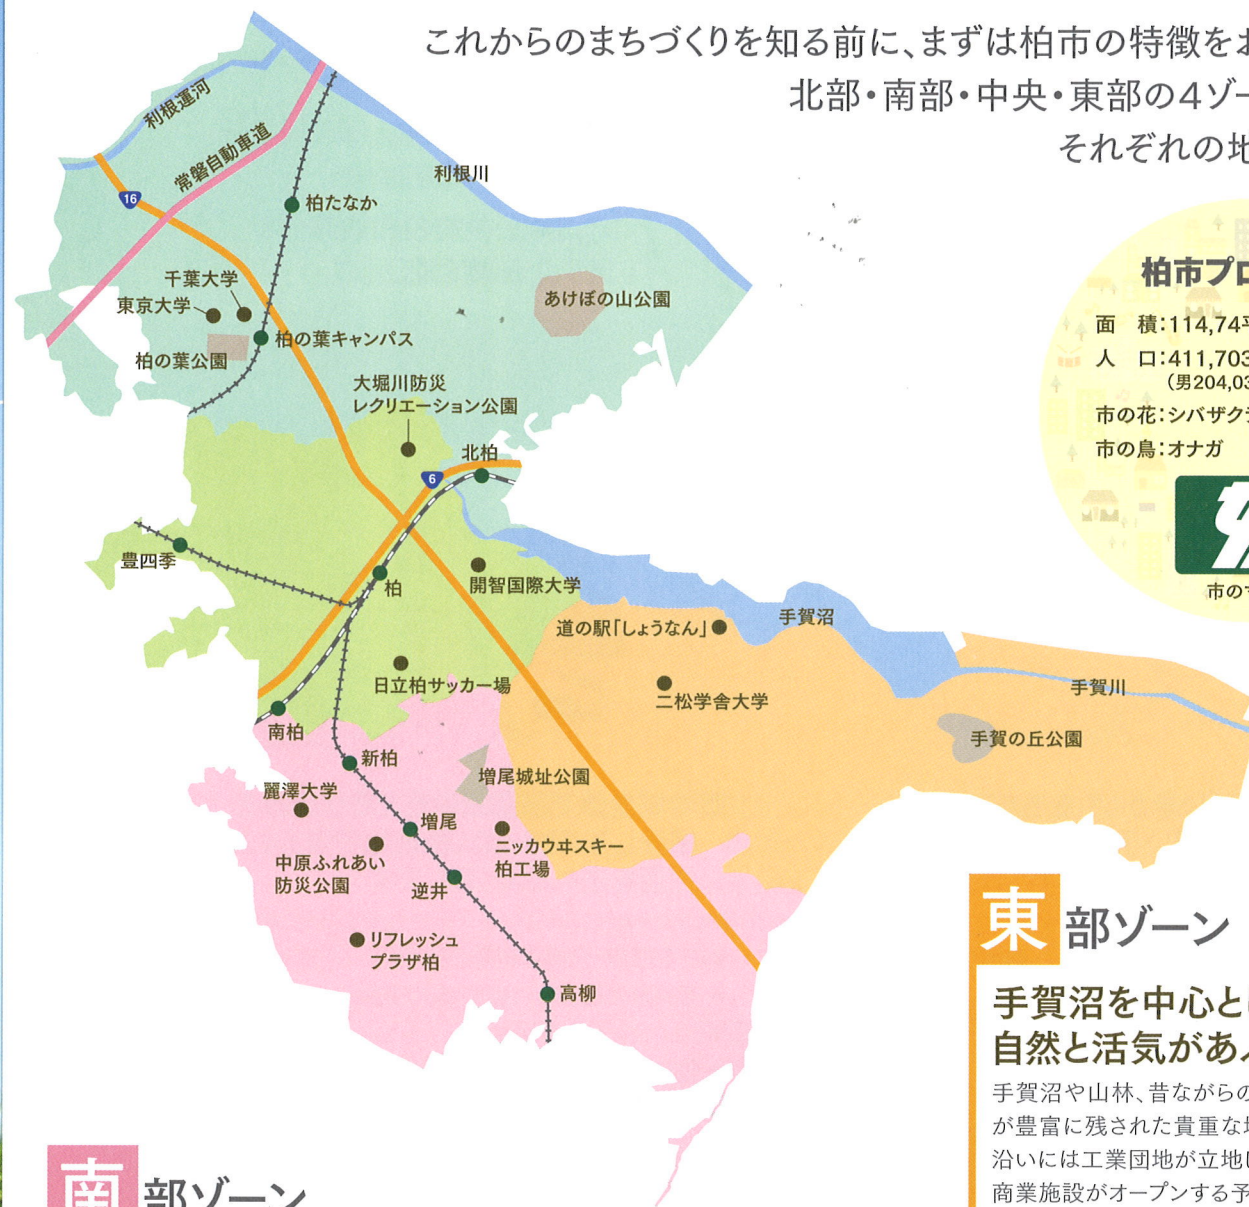 これからのまちづくりを知る前に、まずは柏市の特徴をお
北部・南部・中央・東部の4ゾー
それぞれの地
利根運河
常磐自動車道
利根川
16
柏たなか
千葉大学
東京大学
あけぼの山公園
柏の葉キャンパス
柏の葉公園
大堀川防災
レクリエーション公園
北柏
6
豊四季
柏
開智国際大学
道の駅「しょうなん」
手賀沼
日立柏サッカー場
二松学舎大学
手賀川
南柏
手賀の丘公園
新柏
増尾城址公園
麗澤大学
増尾
ニッカウヰスキー
柏工場
中原ふれあい
防災公園
逆井
リフレッシュ
プラザ柏
高柳
柏市プロ
面 積:114,74
人 口:411,703
(男204,03
市の花:シバザク
市の鳥:オナガ
市の
東部ゾーン
手賀沼を中心と
自然と活気があ
手賀沼や山林、昔ながらの
が豊富に残された貴重な
沿いには工業団地が立地
商業施設がオープンする予
南部ゾーン